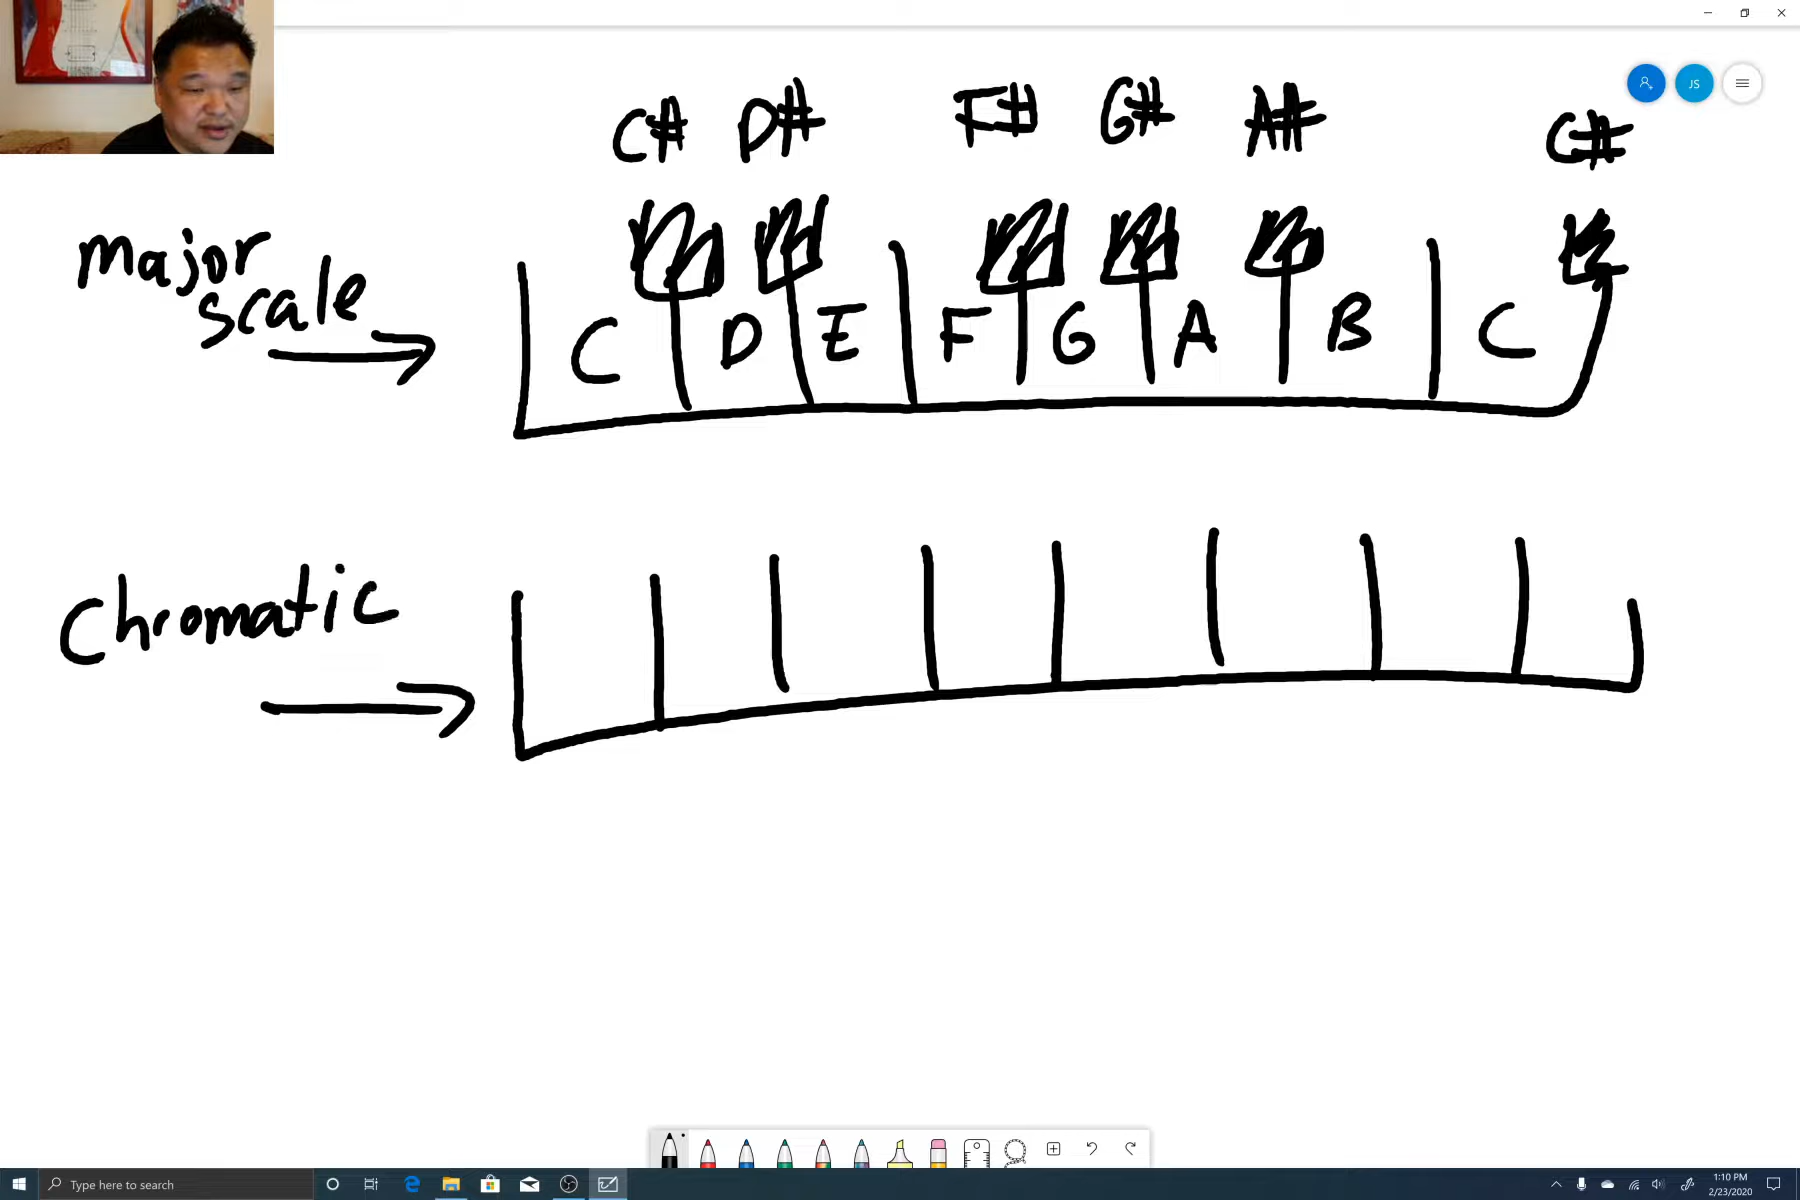 JS
C# D# F# G# A# C#
Major
scale
C D E F G A B C
Chromatic
Type here to search
1:10 PM
2/23/2020